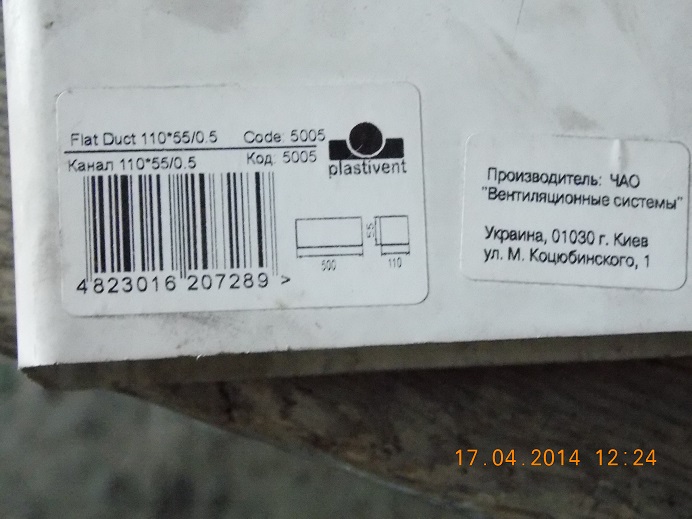 Flat Duct 110*55/0.5 Code: 5005
Канал 110*55/0.5 Код: 5005
plastivent
55
500
110
4823016 207289 >
Производитель: ЧАО
"Вентиляционные системы"
Украина, 01030 г. Киев
ул. М. Коцюбинского, 1
17.04.2014 12:24